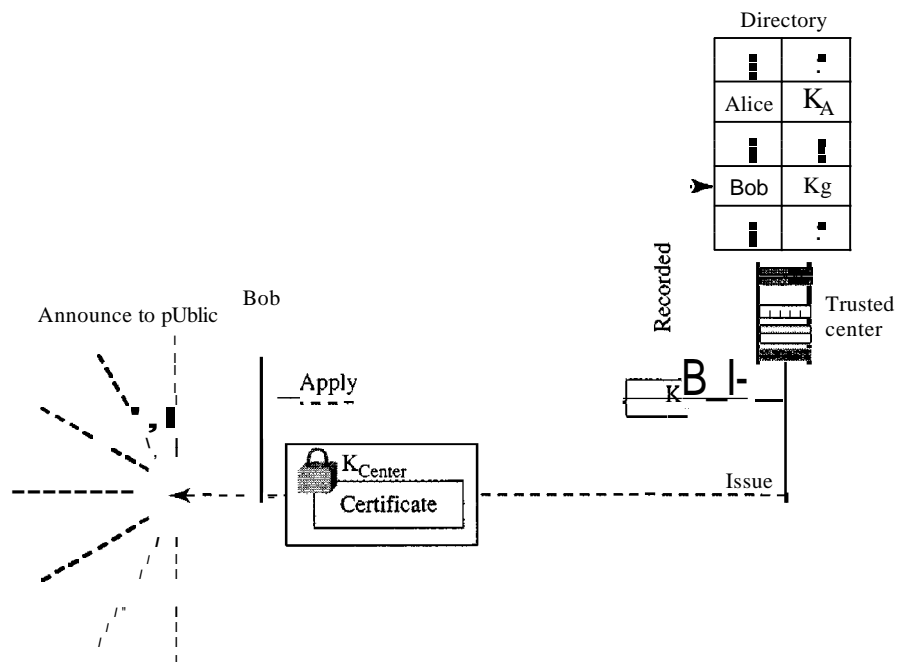 Directory
Alice K_A
Bob Kg
Recorded
Trusted
center
Bob
Announce to pUblic
Apply
K B
K_Center
Certificate
Issue